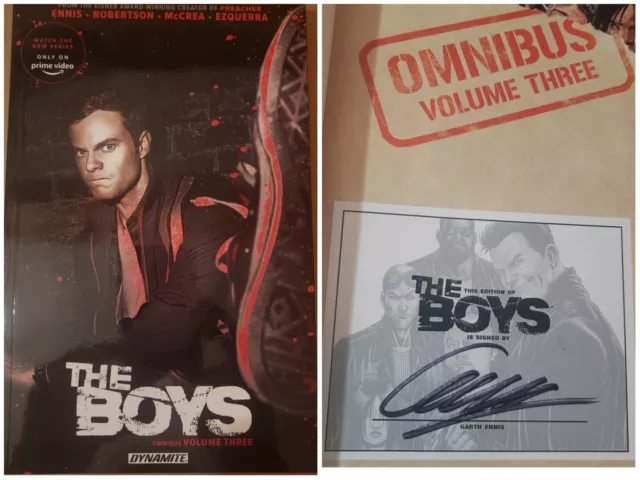 FROM THE EISNER AWARD-WINNING CREATOR OF PREACHER
ENNIS • ROBERTSON • McCREA • EZQUERRA
WATCH THE
NEW SERIES
ONLY ON
prime video
THE
BOYS
OMNIBUS VOLUME THREE
DYNAMITE
OMNIBUS
VOLUME THREE
THIS EDITION OF
THE
BOYS
IS SIGNED BY
GARTH ENNIS